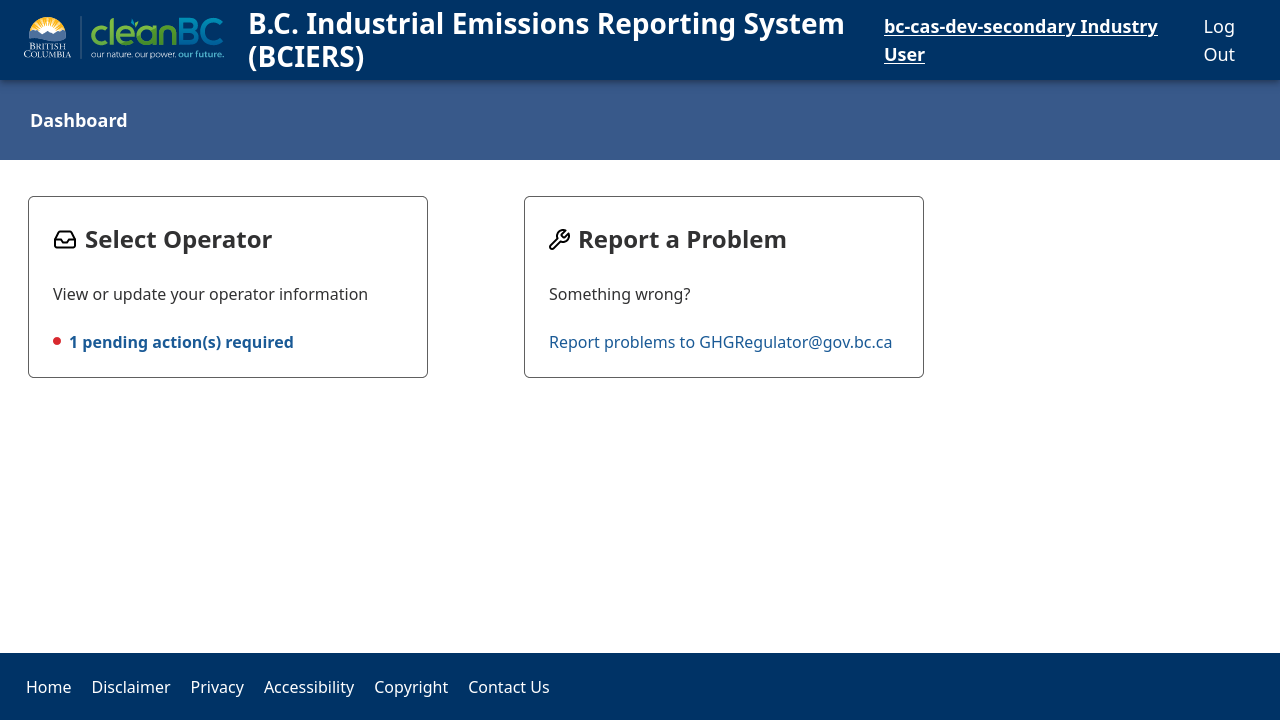 BRITISH
COLUMBIA
cleanBC
our nature. our power. our future.
B.C. Industrial Emissions Reporting System
(BCIERS)
bc-cas-dev-secondary Industry
User
Log
Out
Dashboard
Select Operator
View or update your operator information
1 pending action(s) required
Report a Problem
Something wrong?
Report problems to GHGRegulator@gov.bc.ca
Home Disclaimer Privacy Accessibility Copyright Contact Us